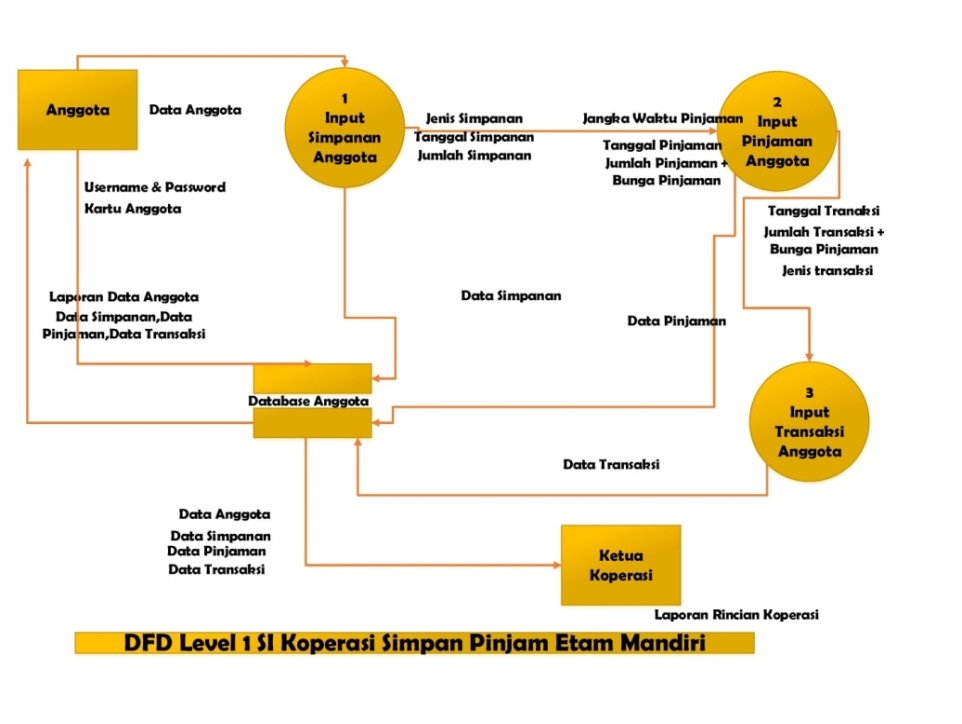 Anggota
Data Anggota
1
Input
Simpanan
Anggota
Jenis Simpanan
Tanggal Simpanan
Jumlah Simpanan
Jangka Waktu Pinjaman
Tanggal Pinjaman
Jumlah Pinjaman +
Bunga Pinjaman
2
Input
Pinjaman
Anggota
Username & Password
Kartu Anggota
Tanggal Tranaksi
Jumlah Transaksi +
Bunga Pinjaman
Jenis transaksi
Laporan Data Anggota
Data Simpanan,Data
Pinjaman,Data Transaksi
Data Simpanan
Data Pinjaman
Database Anggota
3
Input
Transaksi
Anggota
Data Transaksi
Data Anggota
Data Simpanan
Data Pinjaman
Data Transaksi
Ketua
Koperasi
Laporan Rincian Koperasi
DFD Level 1 SI Koperasi Simpan Pinjam Etam Mandiri